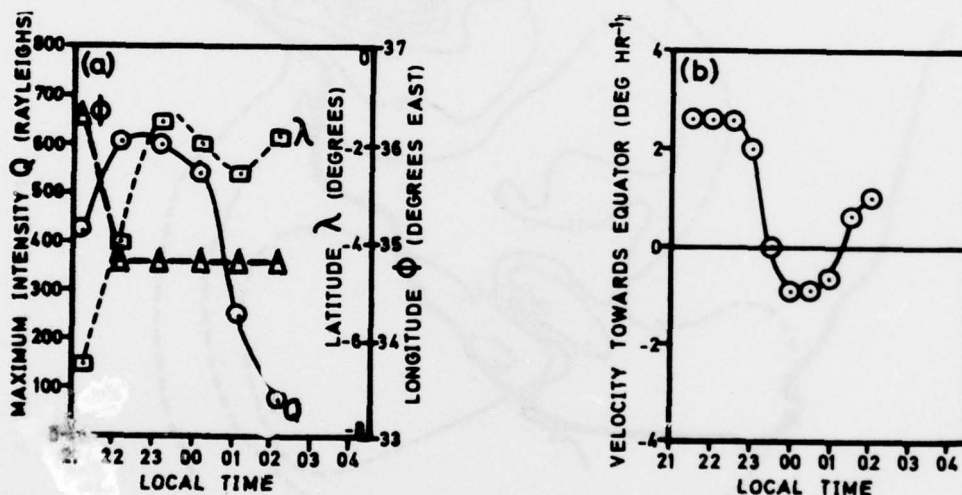 (a)
MAXIMUM INTENSITY Q (RAYLEIGHS)
800
700
600
500
400
300
200
100
22 23 00 01 02 03 04
LOCAL TIME
Φ
λ
Q
LATITUDE λ (DEGREES)
0
-2
-4
-6
LONGITUDE Φ (DEGREES EAST)
37
36
35
34
33
(b)
VELOCITY TOWARDS EQUATOR (DEG HR⁻¹)
4
2
0
-2
-4
21 22 23 00 01 02 03 04
LOCAL TIME